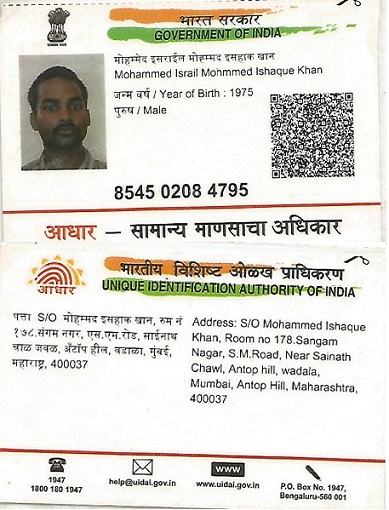 भारत सरकार
GOVERNMENT OF INDIA
मोहम्मेद इसराईल मोहम्मद इसहाक खान
Mohammed Israil Mohmmed Ishaque Khan
जन्म वर्ष / Year of Birth : 1975
पुरुष / Male
8545 0208 4795
आधार – सामान्य माणसाचा अधिकार
आधार
भारतीय विशिष्ट ओळख प्राधिकरण
UNIQUE IDENTIFICATION AUTHORITY OF INDIA
पत्ता S/O मोहम्मद इसहाक खान, रुम नं
१७८.संगम नगर, एस.एम.रोड, साईनाथ
चाळ जवळ, अँटॉप हील, वडाळा, मुंबई,
महाराष्ट्र, 400037
Address: S/O Mohammed Ishaque
Khan, Room no 178.Sangam
Nagar, S.M.Road, Near Sainath
Chawl, Antop hill, wadala,
Mumbai, Antop Hill, Maharashtra,
400037
1947
1800 180 1947
help@uidai.gov.in
www
www.uidai.gov.in
P.O. Box No. 1947,
Bengaluru-560 001